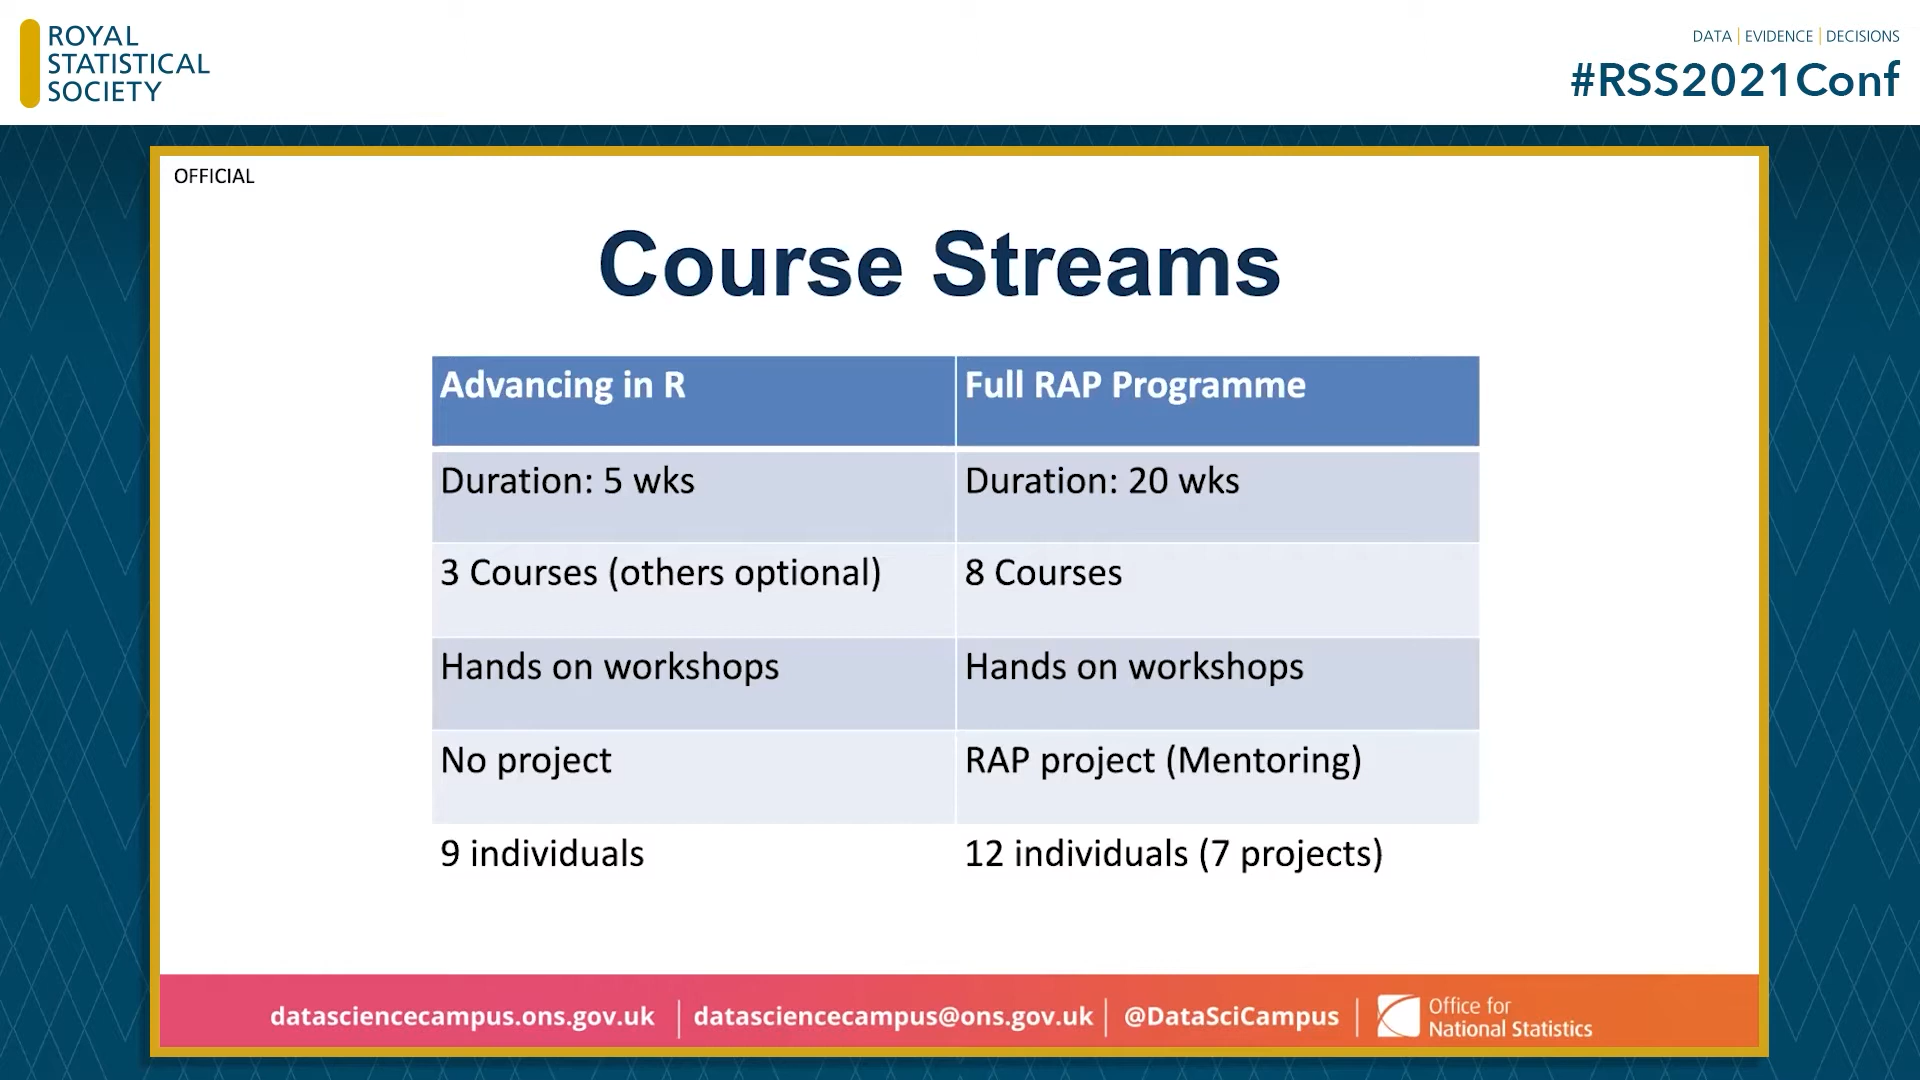 ROYAL
STATISTICAL
SOCIETY
DATA | EVIDENCE | DECISIONS
#RSS2021Conf
OFFICIAL
Course Streams
Advancing in R
Full RAP Programme
Duration: 5 wks
Duration: 20 wks
3 Courses (others optional)
8 Courses
Hands on workshops
Hands on workshops
No project
RAP project (Mentoring)
9 individuals
12 individuals (7 projects)
datasciencecampus.ons.gov.uk | datasciencecampus@ons.gov.uk | @DataSciCampus |
Office for
National Statistics